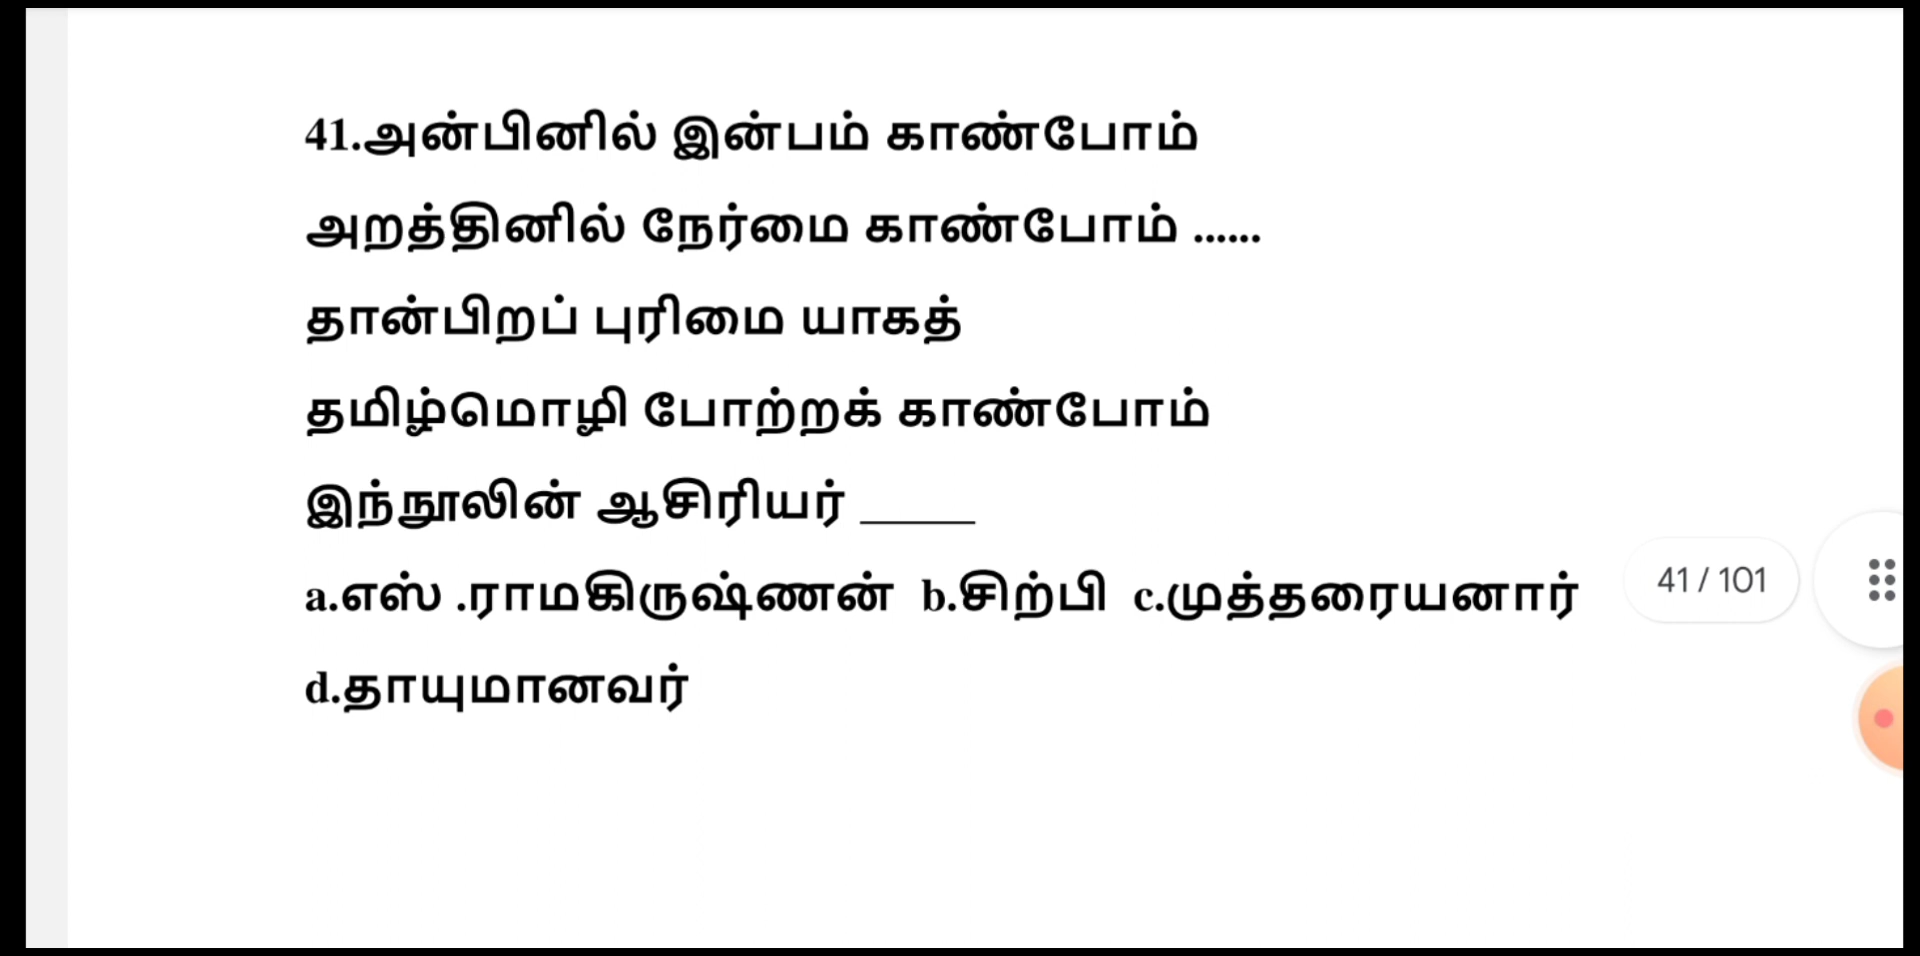 41.அன்பினில் இன்பம் காண்போம்
அறத்தினில் நேர்மை காண்போம் ......
தான்பிறப் புரிமை யாகத்
தமிழ்மொழி போற்றக் காண்போம்
இந்நூலின் ஆசிரியர் _____
a.எஸ் .ராமகிருஷ்ணன் b.சிற்பி c.முத்தரையனார்
41 / 101
d.தாயுமானவர்